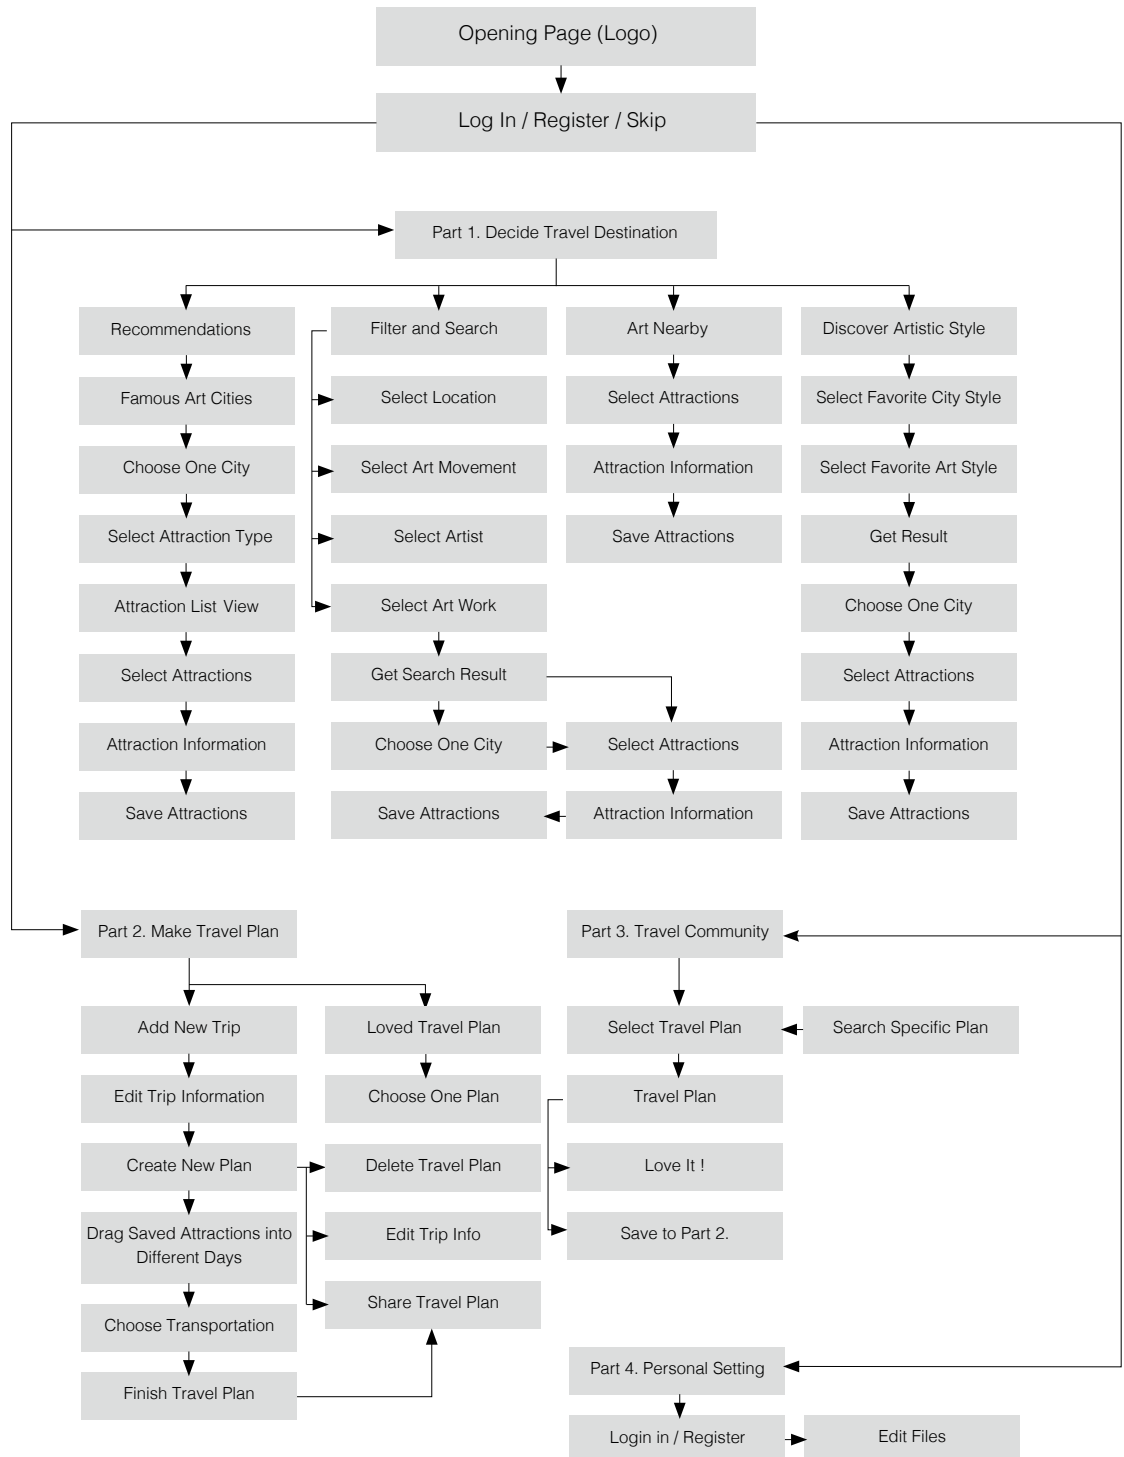 Opening Page (Logo)
Log In / Register / Skip
Part 1. Decide Travel Destination
Recommendations
Famous Art Cities
Choose One City
Select Attraction Type
Attraction List View
Select Attractions
Attraction Information
Save Attractions
Filter and Search
Select Location
Select Art Movement
Select Artist
Select Art Work
Get Search Result
Choose One City
Select Attractions
Attraction Information
Save Attractions
Art Nearby
Select Attractions
Attraction Information
Save Attractions
Discover Artistic Style
Select Favorite City Style
Select Favorite Art Style
Get Result
Choose One City
Select Attractions
Attraction Information
Save Attractions
Part 2. Make Travel Plan
Add New Trip
Edit Trip Information
Create New Plan
Drag Saved Attractions into
Different Days
Choose Transportation
Finish Travel Plan
Loved Travel Plan
Choose One Plan
Delete Travel Plan
Edit Trip Info
Share Travel Plan
Part 3. Travel Community
Select Travel Plan
Search Specific Plan
Travel Plan
Love It !
Save to Part 2.
Part 4. Personal Setting
Login in / Register
Edit Files